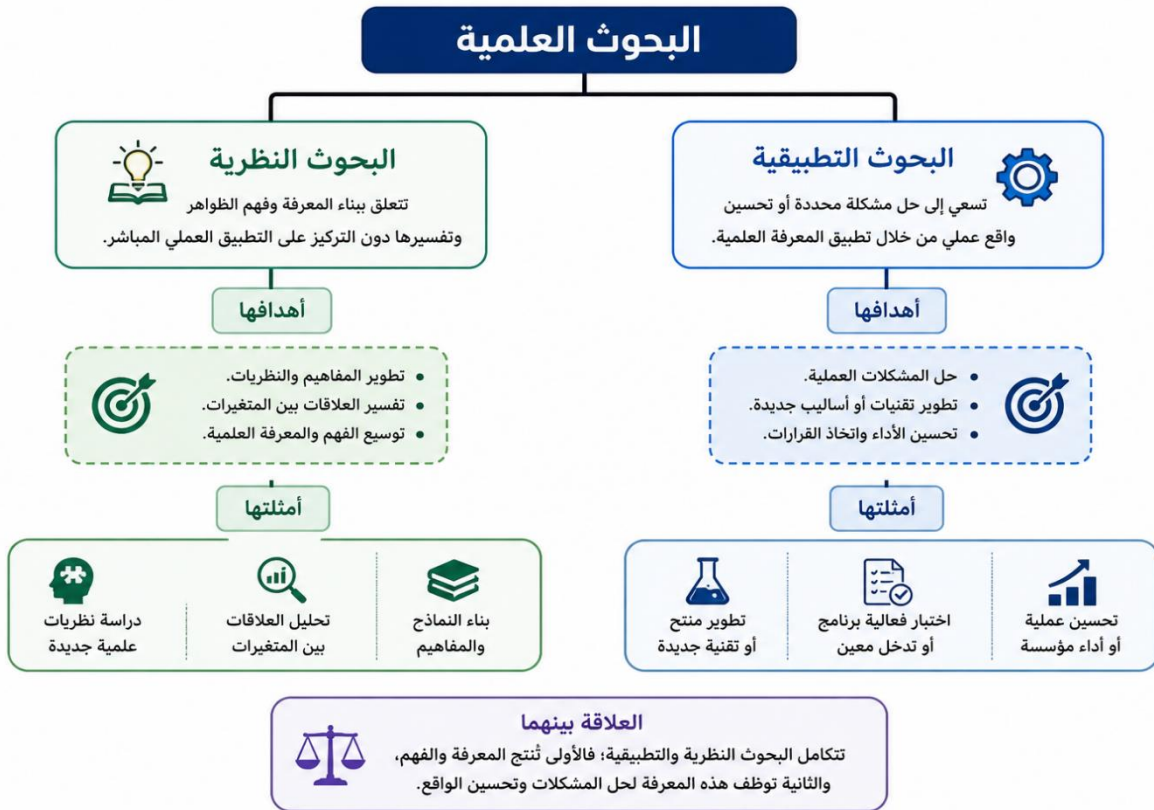 البحوث العلمية
البحوث التطبيقية
تسعي إلى حل مشكلة محددة أو تحسين
واقع عملي من خلال تطبيق المعرفة العلمية.
أهدافها
• حل المشكلات العملية.
• تطوير تقنيات أو أساليب جديدة.
• تحسين الأداء واتخاذ القرارات.
أمثلتها
تحسين عملية
أو أداء مؤسسة
اختبار فعالية برنامج
أو تدخل معين
تطوير منتج
أو تقنية جديدة
البحوث النظرية
تتعلق ببناء المعرفة وفهم الظواهر
وتفسيرها دون التركيز على التطبيق العملي المباشر.
أهدافها
• تطوير المفاهيم والنظريات.
• تفسير العلاقات بين المتغيرات.
• توسيع الفهم والمعرفة العلمية.
أمثلتها
بناء النماذج
والمفاهيم
تحليل العلاقات
بين المتغيرات
دراسة نظريات
علمية جديدة
العلاقة بينهما
تتكامل البحوث النظرية والتطبيقية؛ فالأولى تُنتج المعرفة والفهم،
والثانية توظف هذه المعرفة لحل المشكلات وتحسين الواقع.